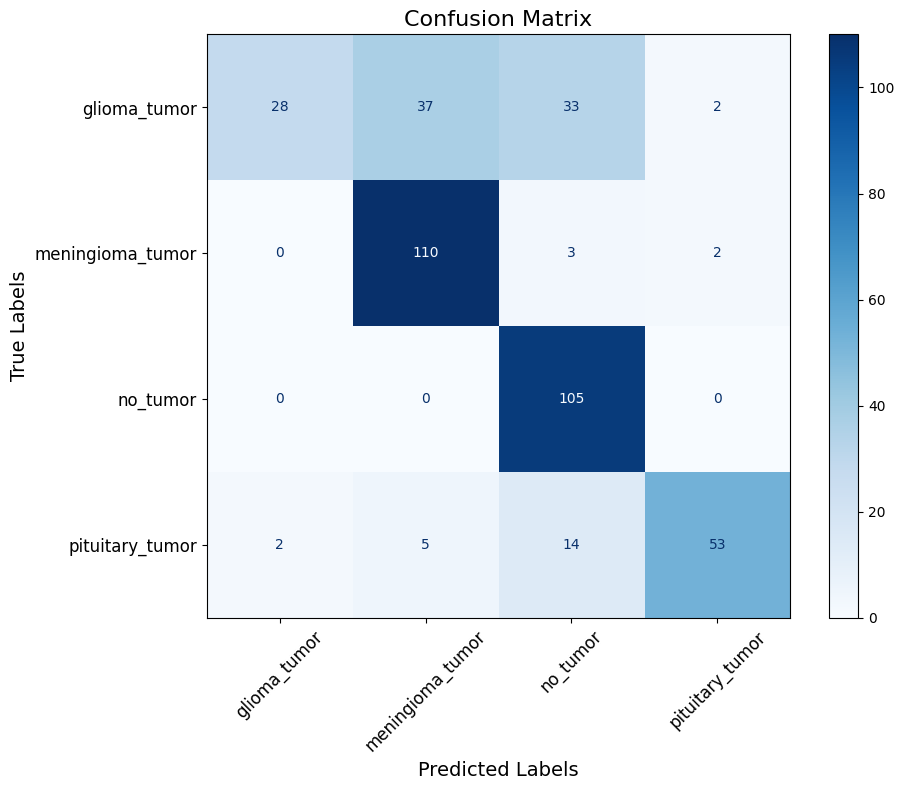 Confusion Matrix
glioma_tumor 28 37 33 2
meningioma_tumor 0 110 3 2
no_tumor 0 0 105 0
pituitary_tumor 2 5 14 53
True Labels
glioma_tumor meningioma_tumor no_tumor pituitary_tumor
Predicted Labels
100
80
60
40
20
0